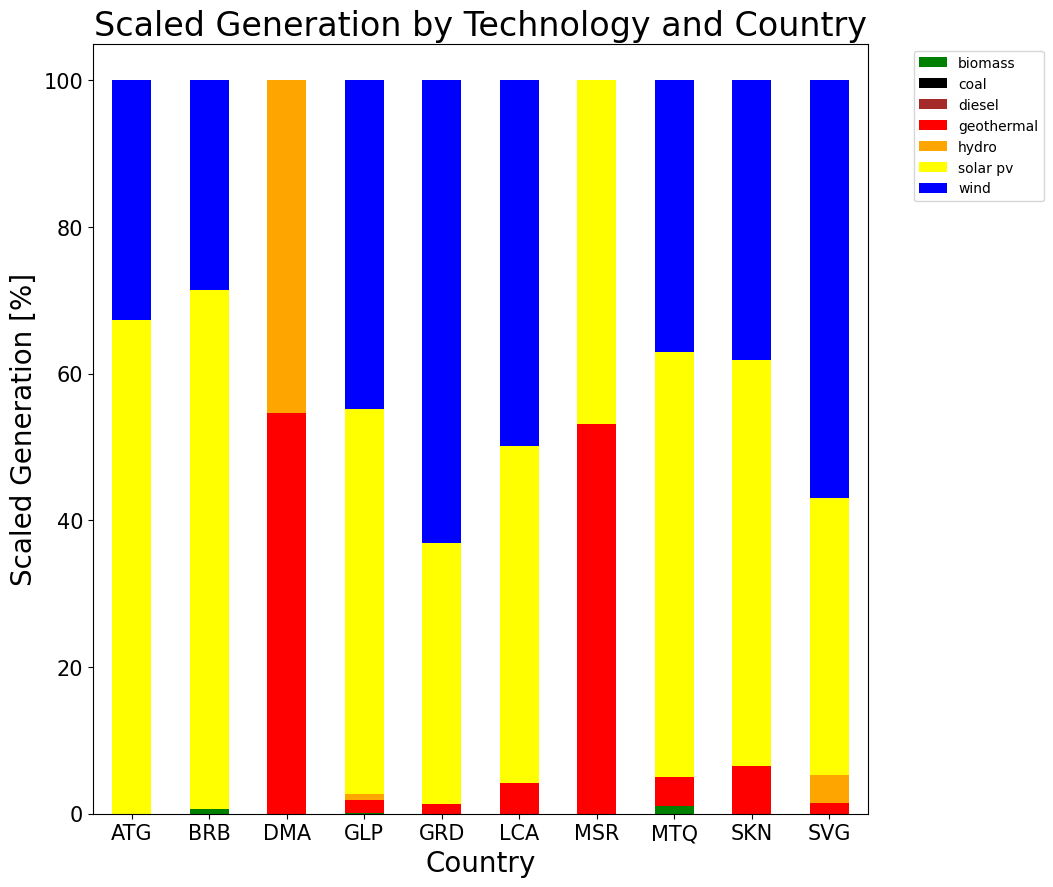 Scaled Generation by Technology and Country
Scaled Generation [%]
100
80
60
40
20
0
ATG BRB DMA GLP GRD LCA MSR MTQ SKN SVG
Country
biomass
coal
diesel
geothermal
hydro
solar pv
wind